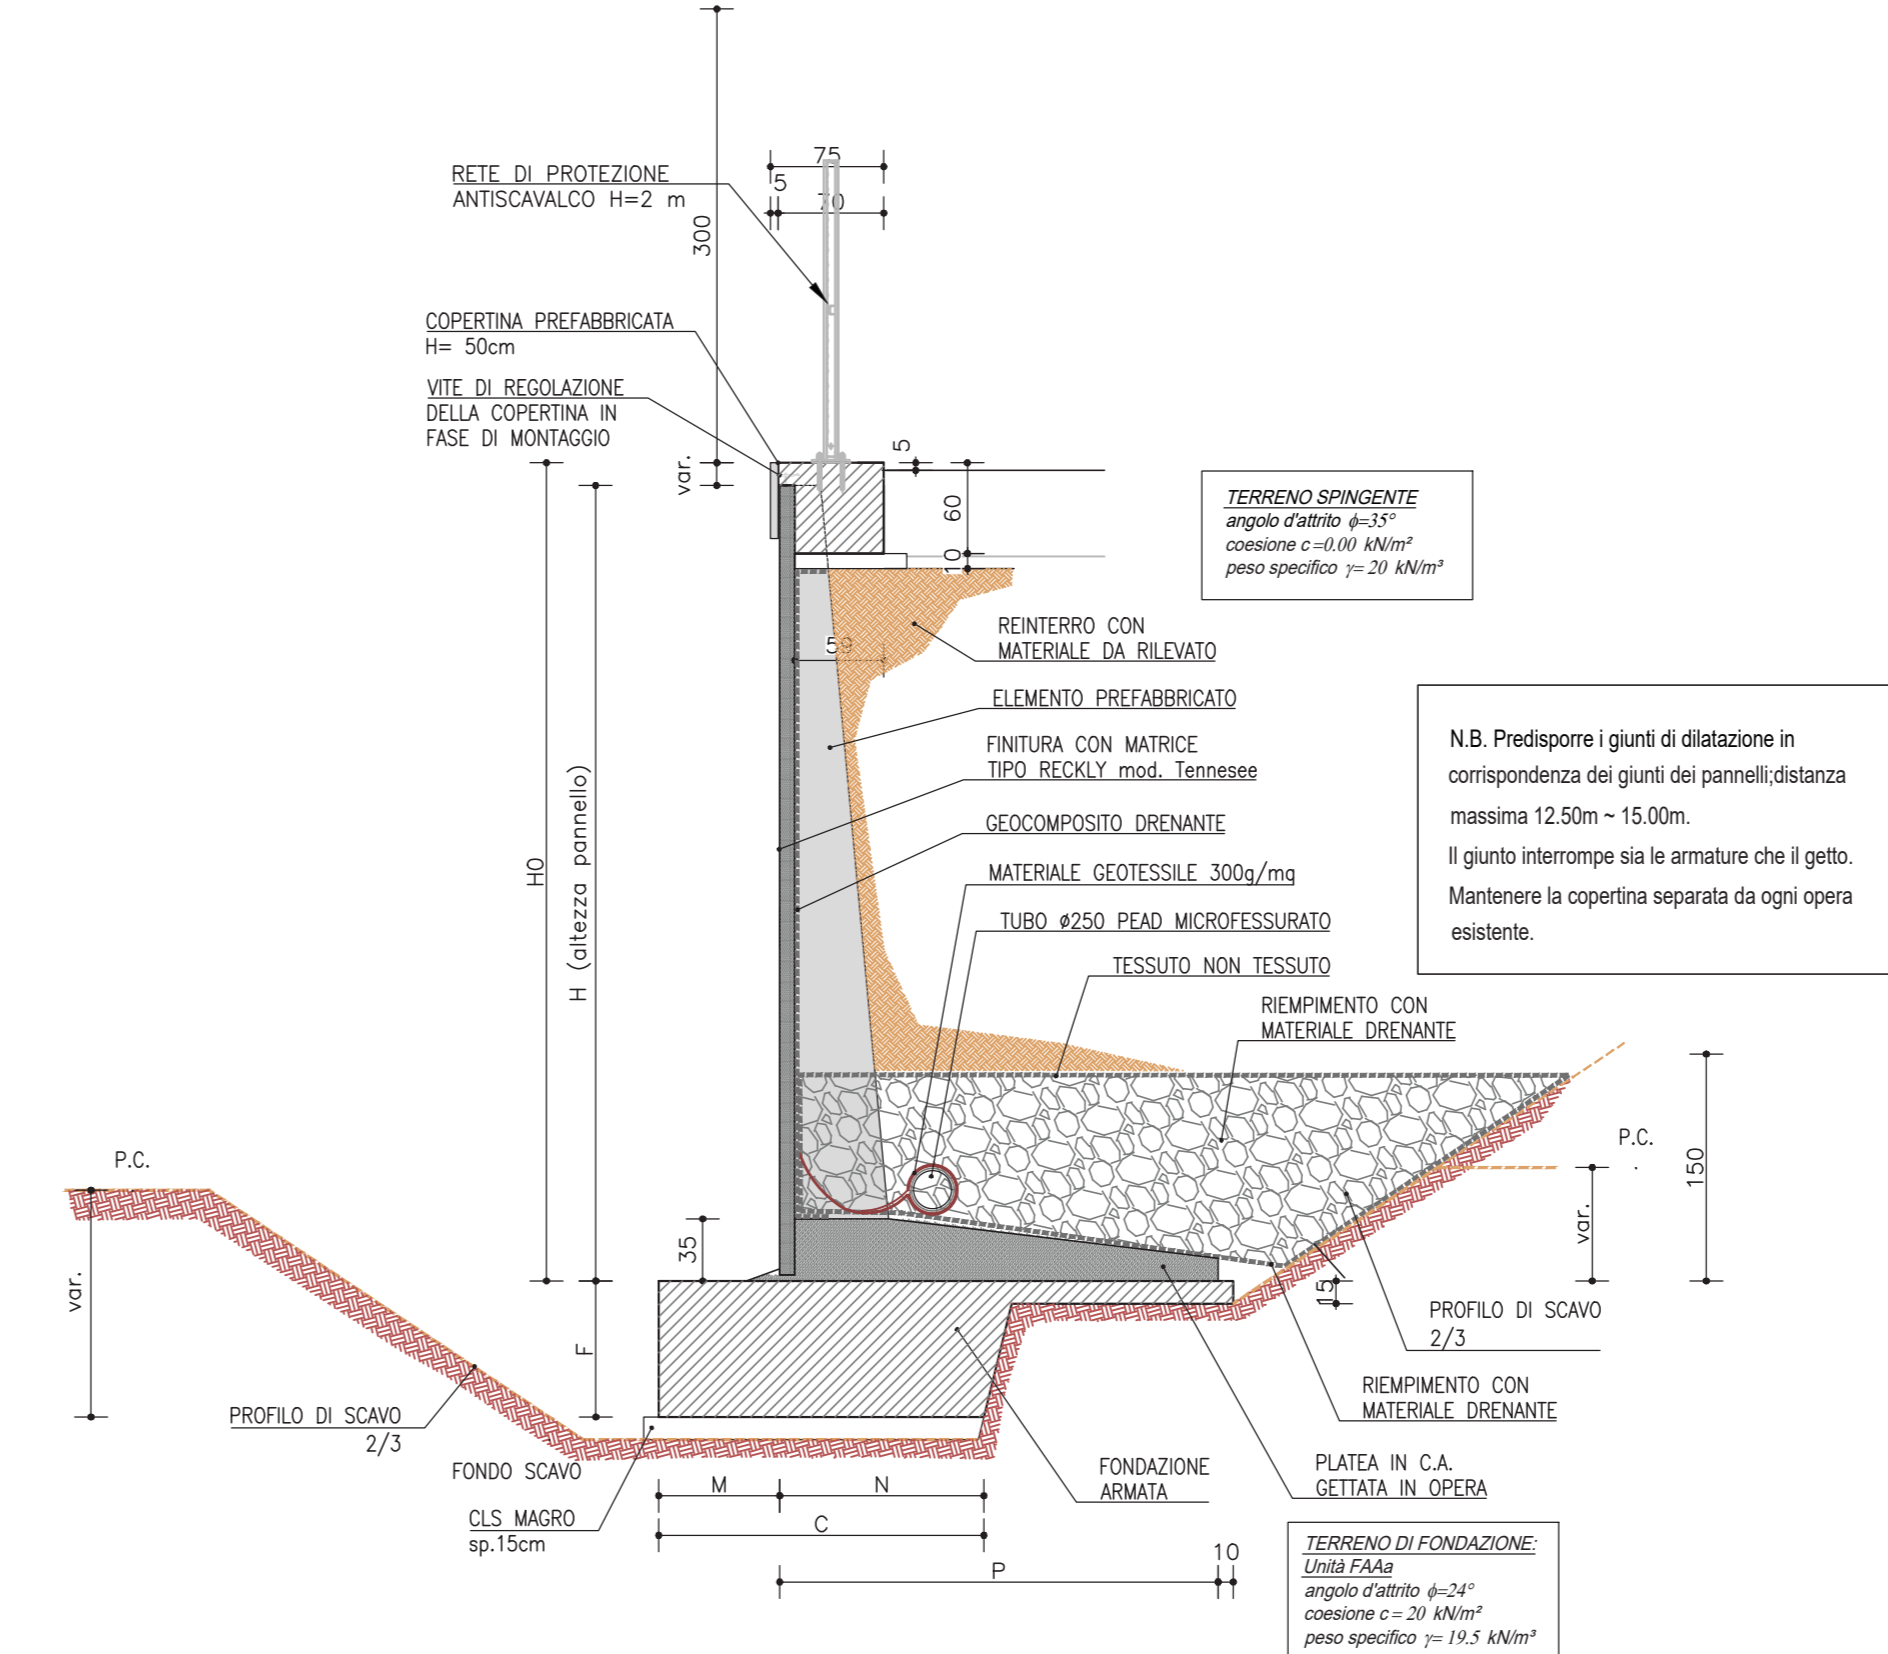 75
5
70
300
RETE DI PROTEZIONE
ANTISCAVALCO H=2 m
COPERTINA PREFABBRICATA
H= 50cm
VITE DI REGOLAZIONE
DELLA COPERTINA IN
FASE DI MONTAGGIO
var.
5
60
10
TERRENO SPINGENTE
angolo d'attrito ϕ=35°
coesione c =0.00 kN/m²
peso specifico γ= 20 kN/m³
REINTERRO CON
MATERIALE DA RILEVATO
59
ELEMENTO PREFABBRICATO
FINITURA CON MATRICE
TIPO RECKLY mod. Tennesee
GEOCOMPOSITO DRENANTE
MATERIALE GEOTESSILE 300g/mq
TUBO ø250 PEAD MICROFESSURATO
TESSUTO NON TESSUTO
RIEMPIMENTO CON
MATERIALE DRENANTE
N.B. Predisporre i giunti di dilatazione in
corrispondenza dei giunti dei pannelli;distanza
massima 12.50m ~ 15.00m.
Il giunto interrompe sia le armature che il getto.
Mantenere la copertina separata da ogni opera
esistente.
H0
H (altezza pannello)
P.C.
P.C.
150
var.
var.
35
15
F
PROFILO DI SCAVO
2/3
PROFILO DI SCAVO
2/3
RIEMPIMENTO CON
MATERIALE DRENANTE
FONDO SCAVO
CLS MAGRO
sp.15cm
M
N
C
P
10
FONDAZIONE
ARMATA
PLATEA IN C.A.
GETTATA IN OPERA
TERRENO DI FONDAZIONE:
Unità FAAa
angolo d'attrito ϕ=24°
coesione c = 20 kN/m²
peso specifico γ= 19.5 kN/m³